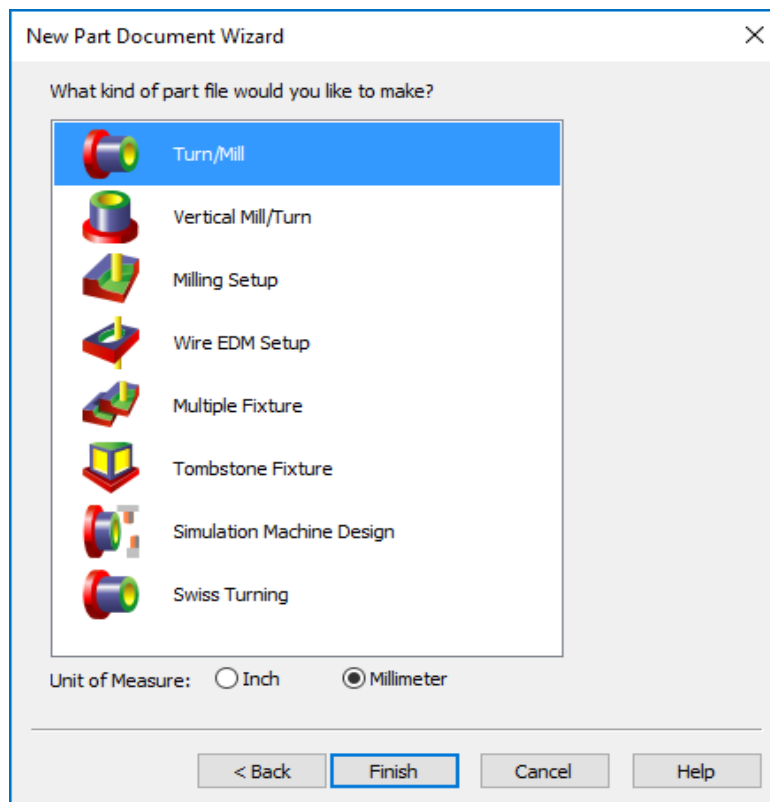 New Part Document Wizard
What kind of part file would you like to make?
Turn/Mill
Vertical Mill/Turn
Milling Setup
Wire EDM Setup
Multiple Fixture
Tombstone Fixture
Simulation Machine Design
Swiss Turning
Unit of Measure: Inch Millimeter
< Back Finish Cancel Help